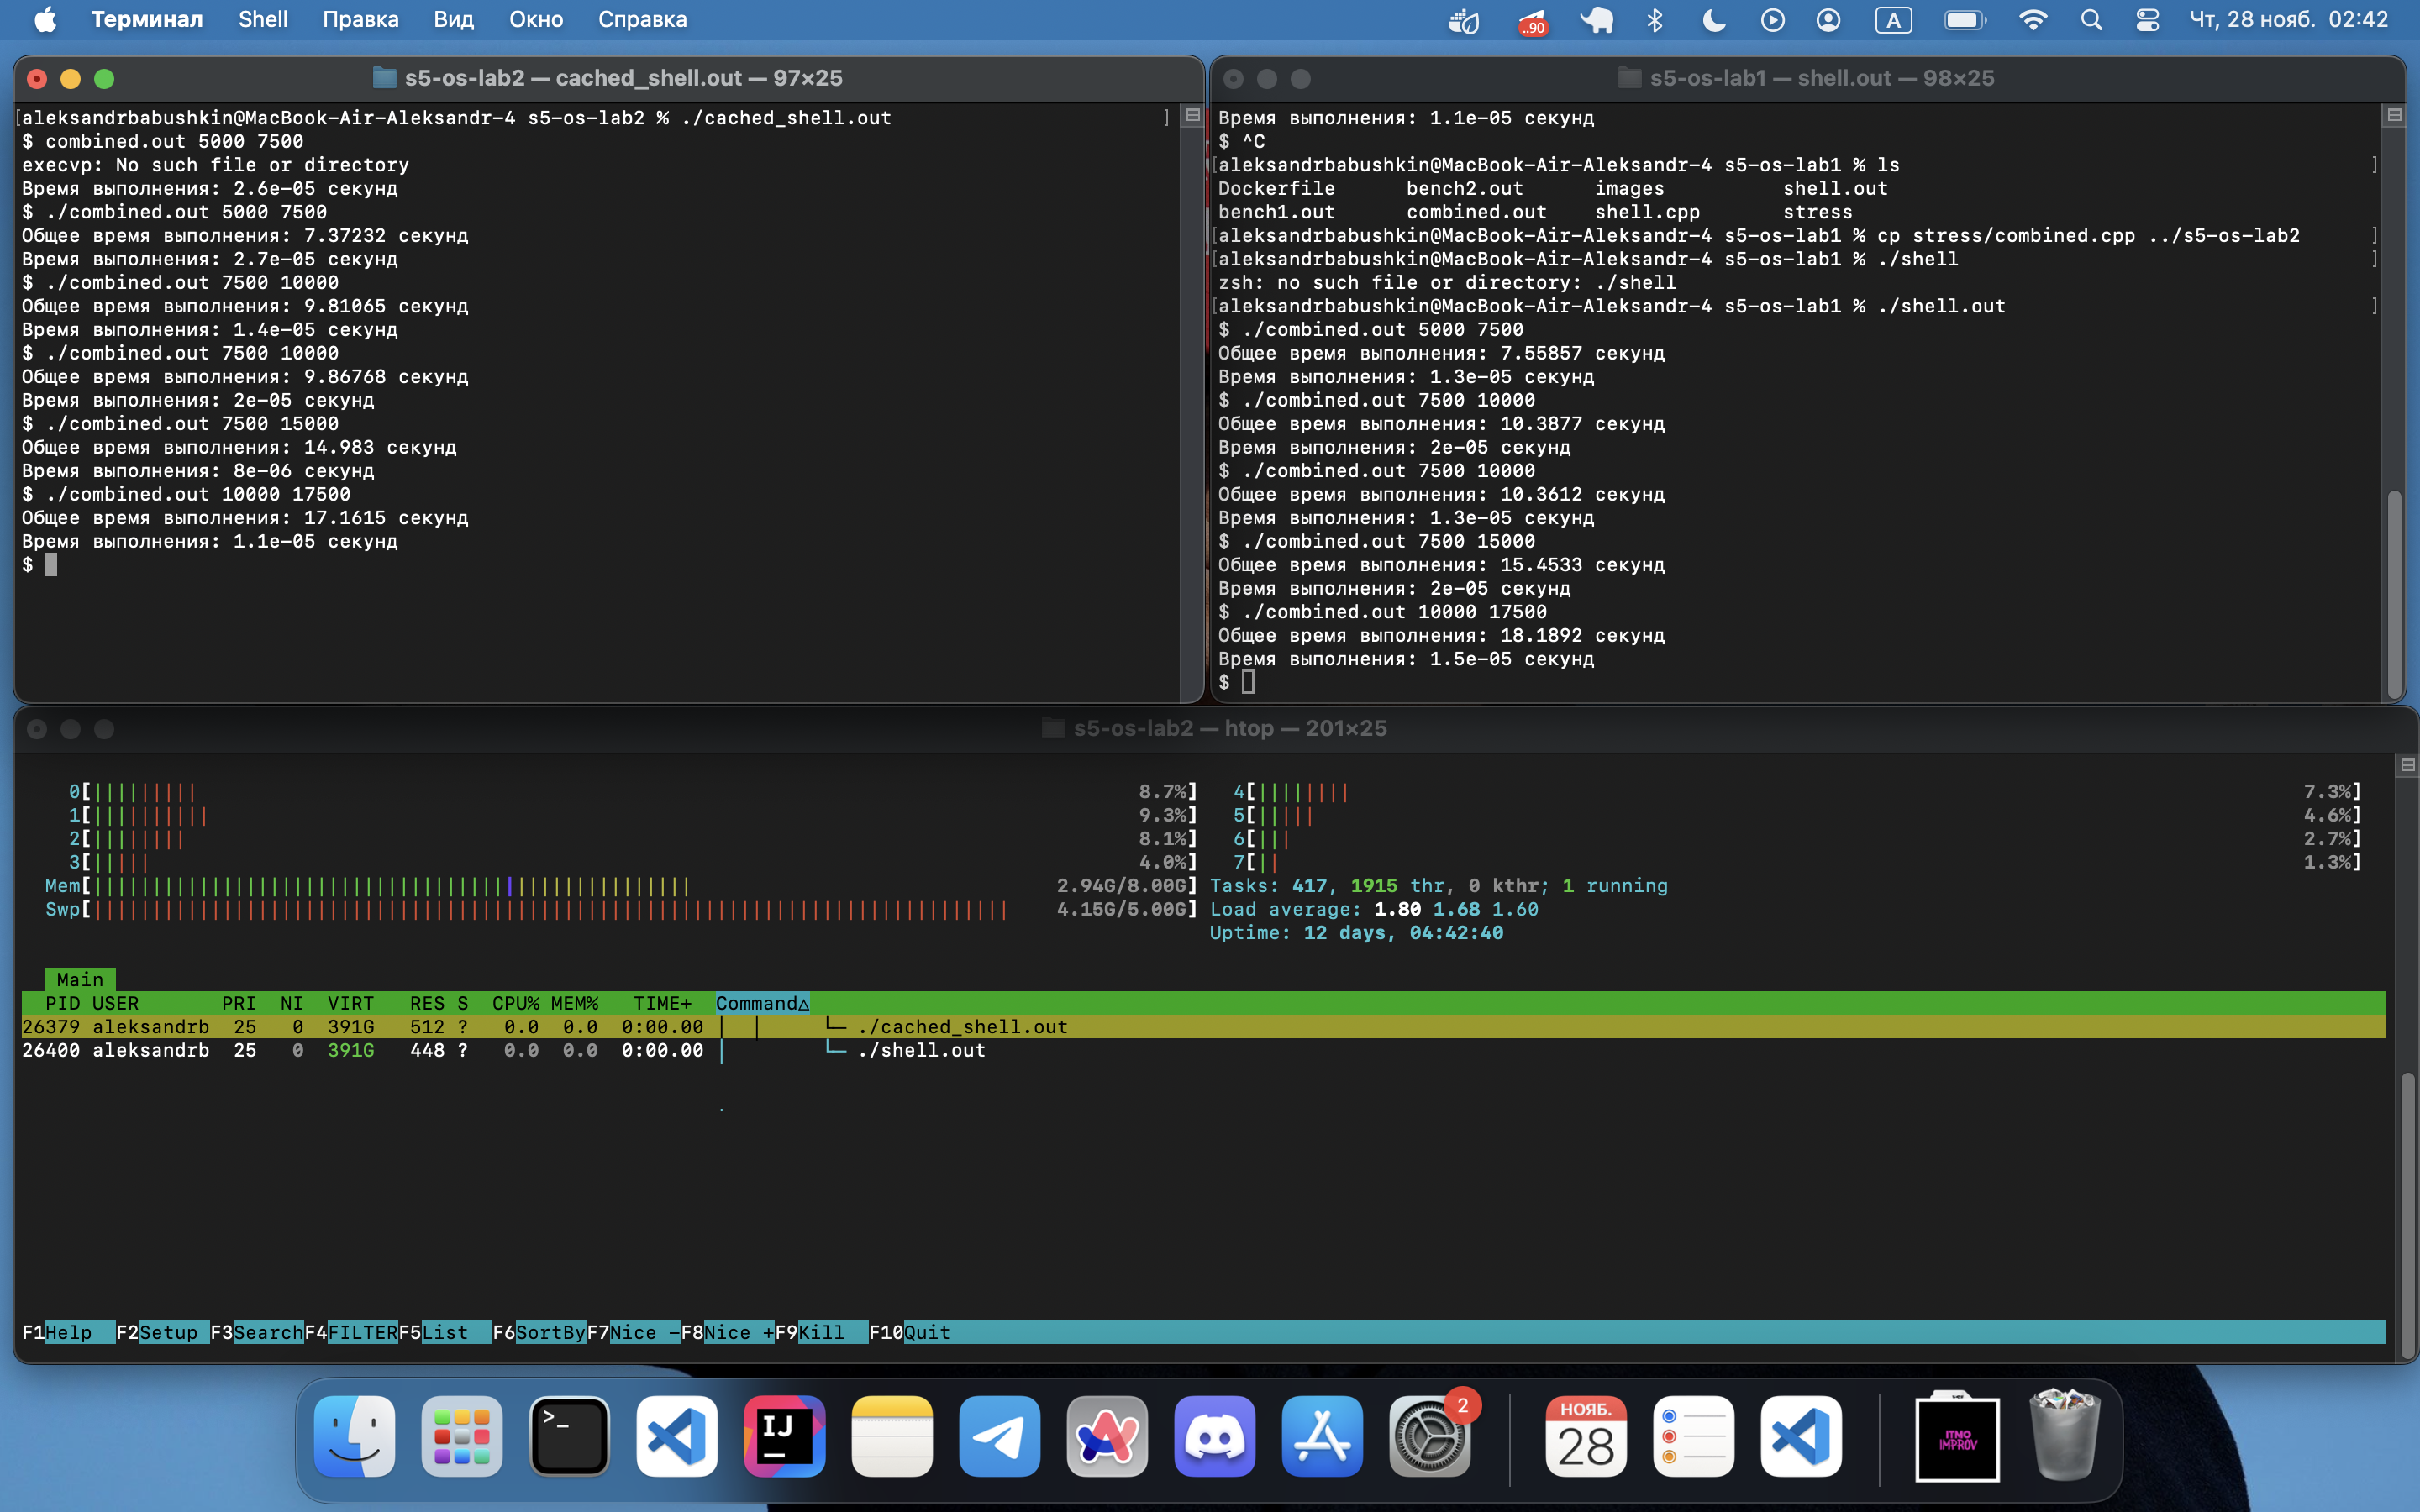 Терминал Shell Правка Вид Окно Справка ..90 A Чт, 28 нояб. 02:42
s5-os-lab2 — cached_shell.out — 97×25
[aleksandrbabushkin@MacBook-Air-Aleksandr-4 s5-os-lab2 % ./cached_shell.out ]
$ combined.out 5000 7500
execvp: No such file or directory
Время выполнения: 2.6e-05 секунд
$ ./combined.out 5000 7500
Общее время выполнения: 7.37232 секунд
Время выполнения: 2.7e-05 секунд
$ ./combined.out 7500 10000
Общее время выполнения: 9.81065 секунд
Время выполнения: 1.4e-05 секунд
$ ./combined.out 7500 10000
Общее время выполнения: 9.86768 секунд
Время выполнения: 2e-05 секунд
$ ./combined.out 7500 15000
Общее время выполнения: 14.983 секунд
Время выполнения: 8e-06 секунд
$ ./combined.out 10000 17500
Общее время выполнения: 17.1615 секунд
Время выполнения: 1.1e-05 секунд
$
s5-os-lab1 — shell.out — 98×25
Время выполнения: 1.1e-05 секунд
$ ^C
[aleksandrbabushkin@MacBook-Air-Aleksandr-4 s5-os-lab1 % ls ]
Dockerfile bench2.out images shell.out
bench1.out combined.out shell.cpp stress
[aleksandrbabushkin@MacBook-Air-Aleksandr-4 s5-os-lab1 % cp stress/combined.cpp ../s5-os-lab2 ]
[aleksandrbabushkin@MacBook-Air-Aleksandr-4 s5-os-lab1 % ./shell ]
zsh: no such file or directory: ./shell
[aleksandrbabushkin@MacBook-Air-Aleksandr-4 s5-os-lab1 % ./shell.out ]
$ ./combined.out 5000 7500
Общее время выполнения: 7.55857 секунд
Время выполнения: 1.3e-05 секунд
$ ./combined.out 7500 10000
Общее время выполнения: 10.3877 секунд
Время выполнения: 2e-05 секунд
$ ./combined.out 7500 10000
Общее время выполнения: 10.3612 секунд
Время выполнения: 1.3e-05 секунд
$ ./combined.out 7500 15000
Общее время выполнения: 15.4533 секунд
Время выполнения: 2e-05 секунд
$ ./combined.out 10000 17500
Общее время выполнения: 18.1892 секунд
Время выполнения: 1.5e-05 секунд
$
s5-os-lab2 — htop — 201×25
0[|||||||||| 8.7%] 4[|||||||| 7.3%]
1[|||||||||| 9.3%] 5[||||| 4.6%]
2[|||||||| 8.1%] 6[||| 2.7%]
3[||||| 4.0%] 7[|| 1.3%]
Mem[||||||||||||||||||||||||||||||||||||||||||||||||||| 2.94G/8.00G] Tasks: 417, 1915 thr, 0 kthr; 1 running
Swp[|||||||||||||||||||||||||||||||||||||||||||||||||||||||||||||||||||||||||||||| 4.15G/5.00G] Load average: 1.80 1.68 1.60
Uptime: 12 days, 04:42:40
Main
PID USER PRI NI VIRT RES S CPU% MEM% TIME+ Command△
26379 aleksandrb 25 0 391G 512 ? 0.0 0.0 0:00.00 │ │ └─ ./cached_shell.out
26400 aleksandrb 25 0 391G 448 ? 0.0 0.0 0:00.00 │ └─ ./shell.out
F1Help F2Setup F3SearchF4FILTERF5List F6SortByF7Nice -F8Nice +F9Kill F10Quit
>_ IJ 2 НОЯБ. 28 ITMO IMPROV